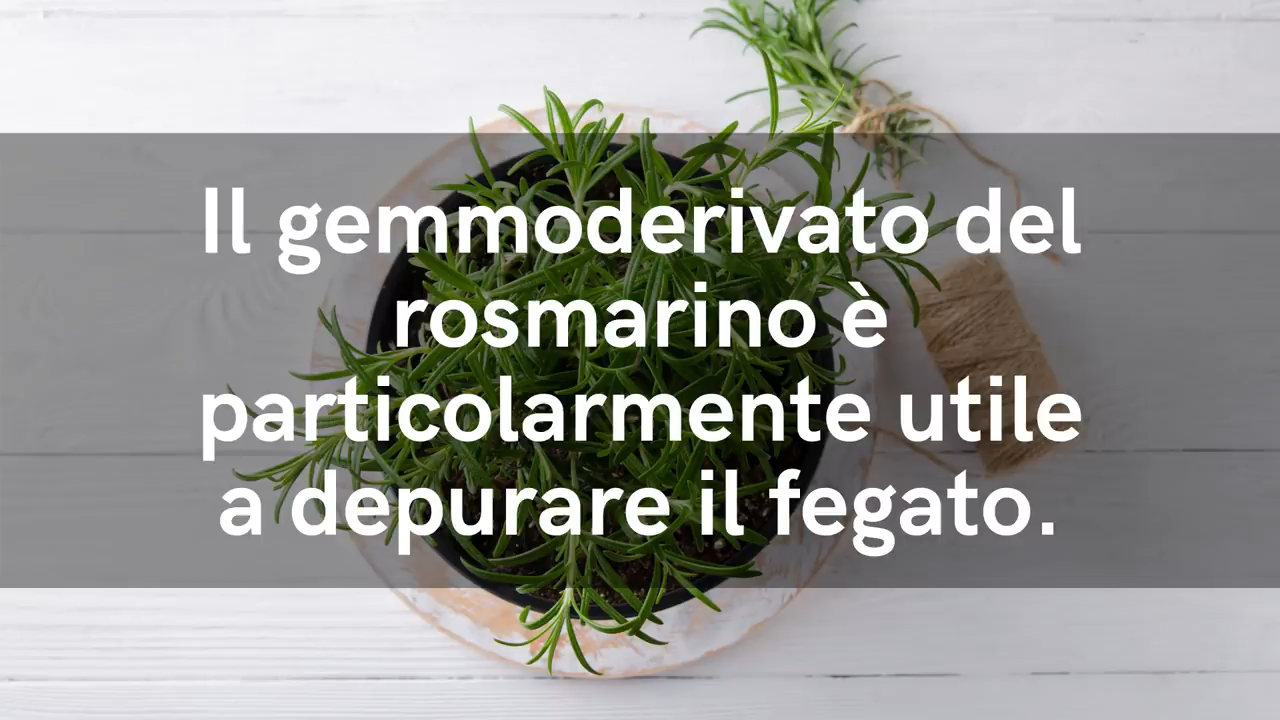 Il gemmoderivato del
rosmarino è
particolarmente utile
a depurare il fegato.